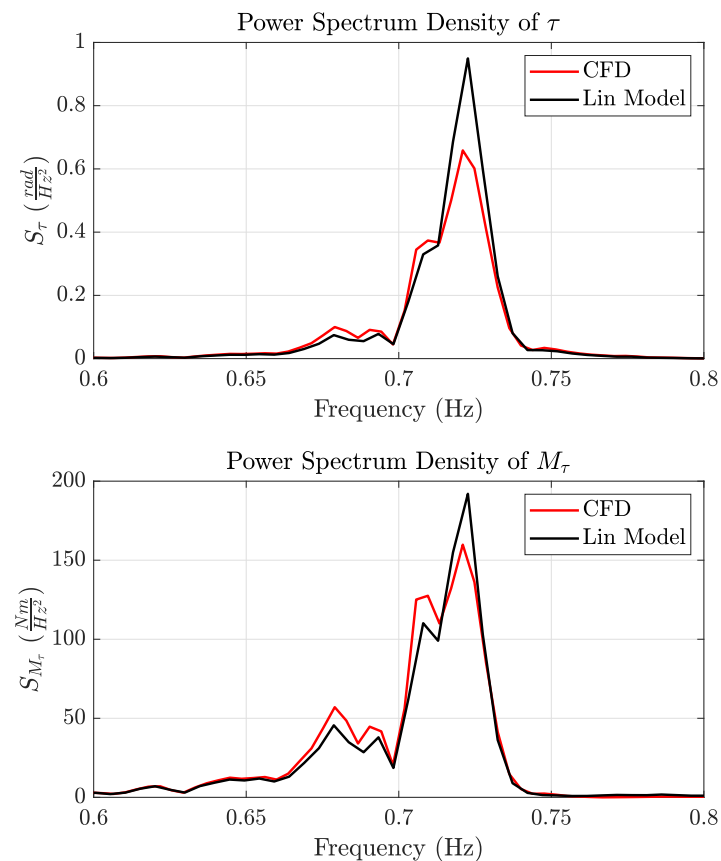 Power Spectrum Density of τ
1
0.8
0.6
0.4
0.2
0
S_τ (rad/Hz²)
CFD
Lin Model
0.6 0.65 0.7 0.75 0.8
Frequency (Hz)
Power Spectrum Density of M_τ
200
150
100
50
0
S_{M_τ} (Nm/Hz²)
CFD
Lin Model
0.6 0.65 0.7 0.75 0.8
Frequency (Hz)